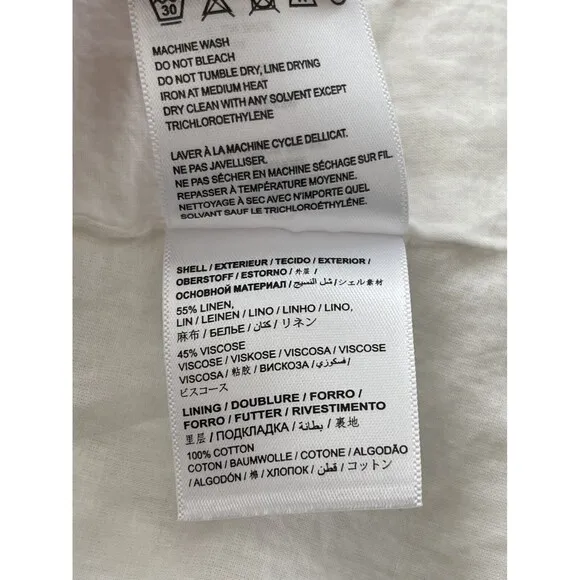 30
MACHINE WASH
DO NOT BLEACH
DO NOT TUMBLE DRY, LINE DRYING
IRON AT MEDIUM HEAT
DRY CLEAN WITH ANY SOLVENT EXCEPT
TRICHLOROETHYLENE
LAVER À LA MACHINE CYCLE DELLICAT.
NE PAS JAVELLISER.
NE PAS SÉCHER EN MACHINE SÉCHAGE SUR FIL.
REPASSER À TEMPÉRATURE MOYENNE.
NETTOYAGE À SEC AVEC N'IMPORTE QUEL
SOLVANT SAUF LE TRICHLOROÉTHYLÉNE.
SHELL / EXTERIEUR / TECIDO / EXTERIOR /
OBERSTOFF / ESTORNO / 外层 /
ОСНОВНОЙ МАТЕРИАЛ / شل النسيج / シェル素材
55% LINEN,
LIN / LEINEN / LINO / LINHO / LINO,
麻布 / БЕЛЬЕ / كتان / リネン
45% VISCOSE
VISCOSE / VISKOSE / VISCOSA / VISCOSE
VISCOSA / 粘胶 / ВИСКОЗА / فسكوزي /
ビスコース
LINING / DOUBLURE / FORRO /
FORRO / FUTTER / RIVESTIMENTO
里层 / ПОДКЛАДКА / بطانة / 裏地
100% COTTON
COTON / BAUMWOLLE / COTONE / ALGODÃO
/ ALGODÓN / 棉 / ХЛОПОК / قطن / コットン